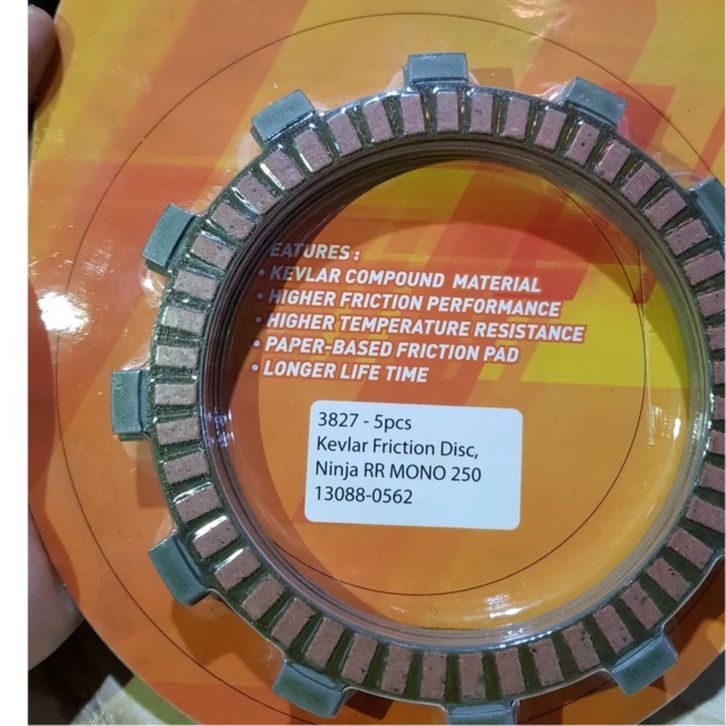 EATURES :
• KEVLAR COMPOUND MATERIAL
• HIGHER FRICTION PERFORMANCE
• HIGHER TEMPERATURE RESISTANCE
• PAPER-BASED FRICTION PAD
• LONGER LIFE TIME
3827 - 5pcs
Kevlar Friction Disc,
Ninja RR MONO 250
13088-0562